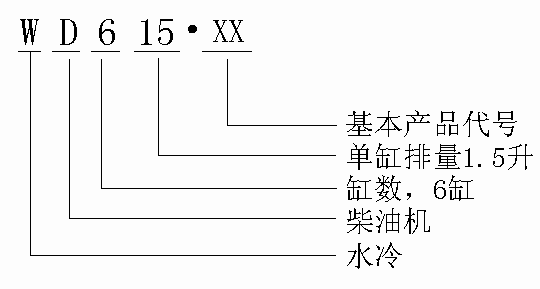 W D 6 15·XX
基本产品代号
单缸排量1.5升
缸数，6缸
柴油机
水冷